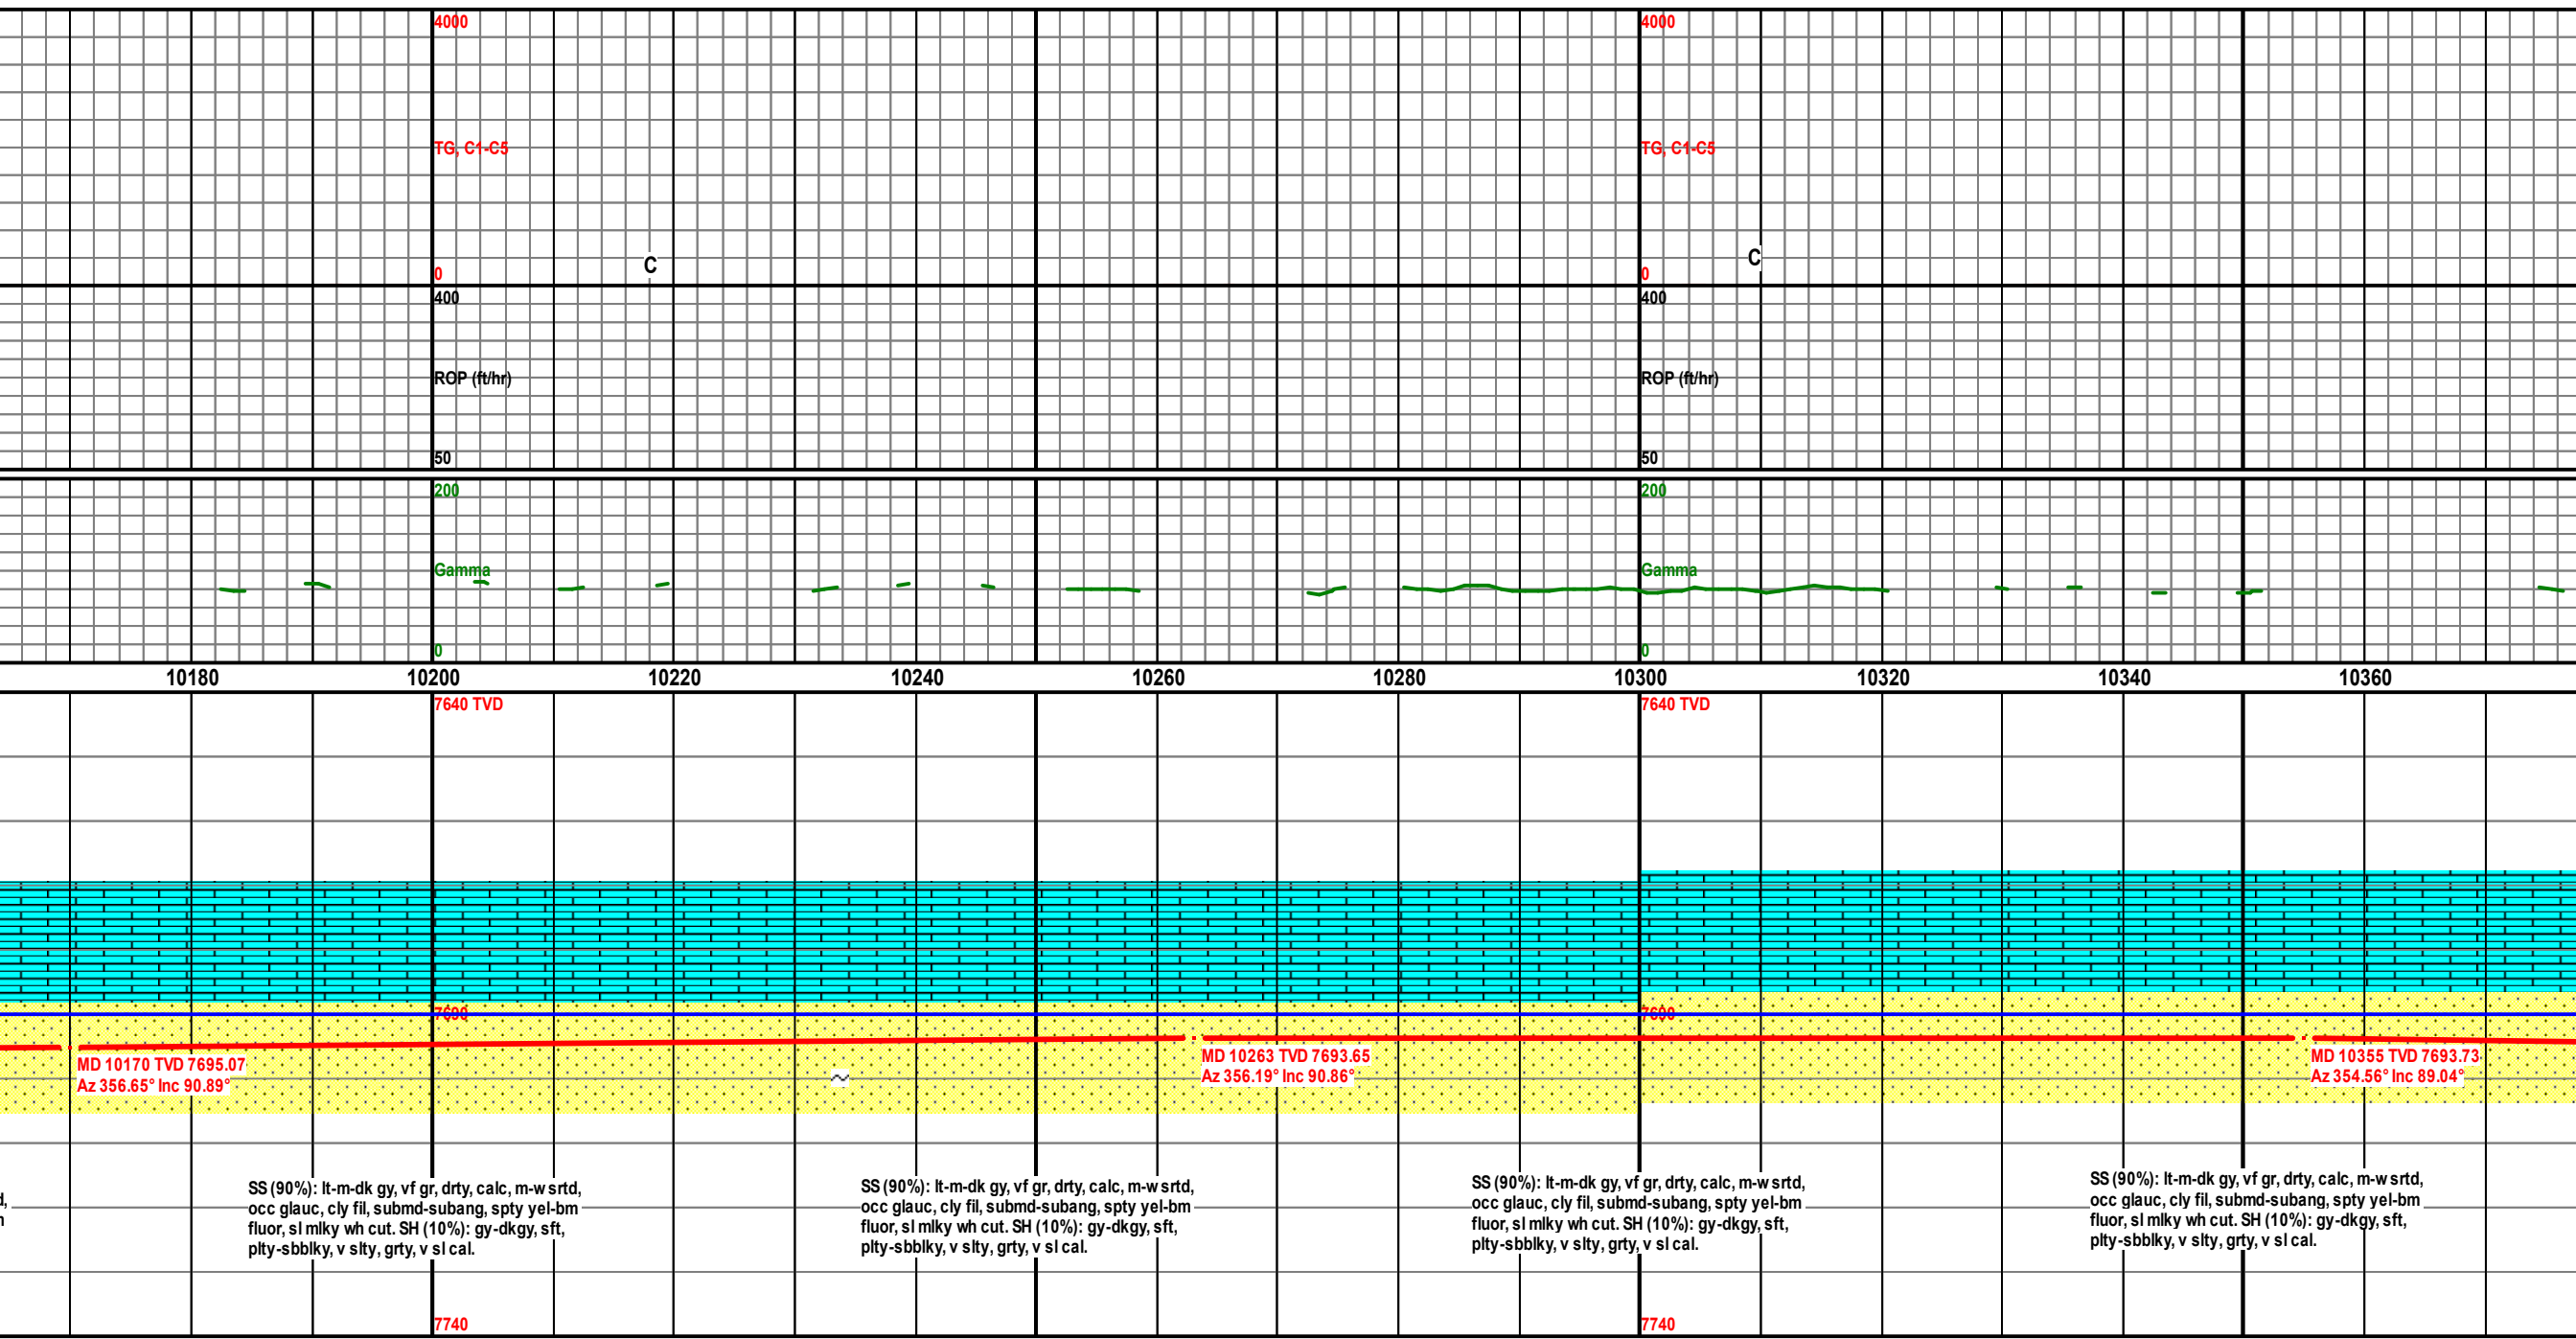 4000
4000
TG, C1-C5
TG, C1-C5
C
C
0
0
400
400
ROP (ft/hr)
ROP (ft/hr)
50
50
200
200
Gamma
Gamma
0
0
10180 10200 10220 10240 10260 10280 10300 10320 10340 10360
7640 TVD
7640 TVD
7690
7690
MD 10170 TVD 7695.07
Az 356.65° Inc 90.89°
MD 10263 TVD 7693.65
Az 356.19° Inc 90.86°
MD 10355 TVD 7693.73
Az 354.56° Inc 89.04°
SS (90%): lt-m-dk gy, vf gr, drty, calc, m-w srtd,
occ glauc, cly fil, submd-subang, spty yel-bm
fluor, sl mlky wh cut. SH (10%): gy-dkgy, sft,
plty-sbblky, v slty, grty, v sl cal.
SS (90%): lt-m-dk gy, vf gr, drty, calc, m-w srtd,
occ glauc, cly fil, submd-subang, spty yel-bm
fluor, sl mlky wh cut. SH (10%): gy-dkgy, sft,
plty-sbblky, v slty, grty, v sl cal.
SS (90%): lt-m-dk gy, vf gr, drty, calc, m-w srtd,
occ glauc, cly fil, submd-subang, spty yel-bm
fluor, sl mlky wh cut. SH (10%): gy-dkgy, sft,
plty-sbblky, v slty, grty, v sl cal.
SS (90%): lt-m-dk gy, vf gr, drty, calc, m-w srtd,
occ glauc, cly fil, submd-subang, spty yel-bm
fluor, sl mlky wh cut. SH (10%): gy-dkgy, sft,
plty-sbblky, v slty, grty, v sl cal.
7740
7740